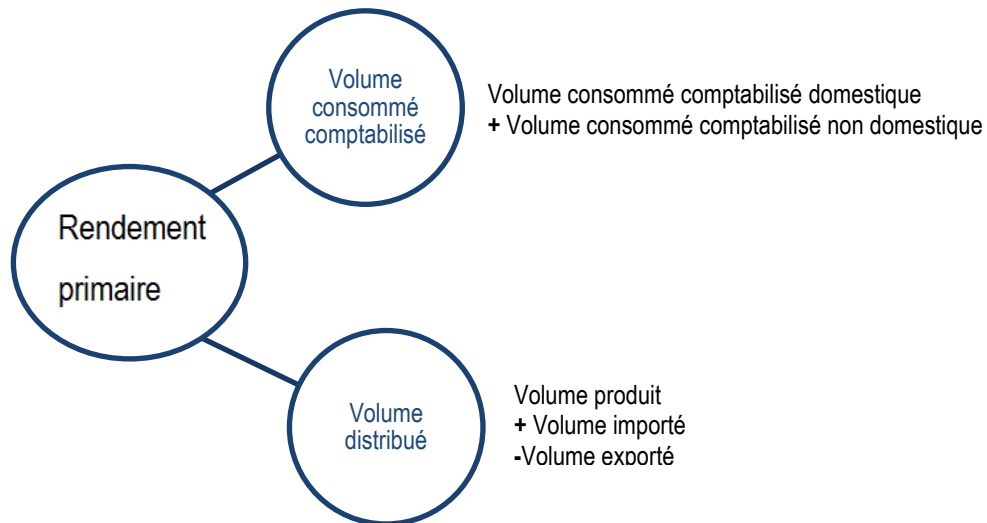 Volume
consommé
comptabilisé
Volume consommé comptabilisé domestique
+ Volume consommé comptabilisé non domestique
Rendement
primaire
Volume
distribué
Volume produit
+ Volume importé
-Volume exporté